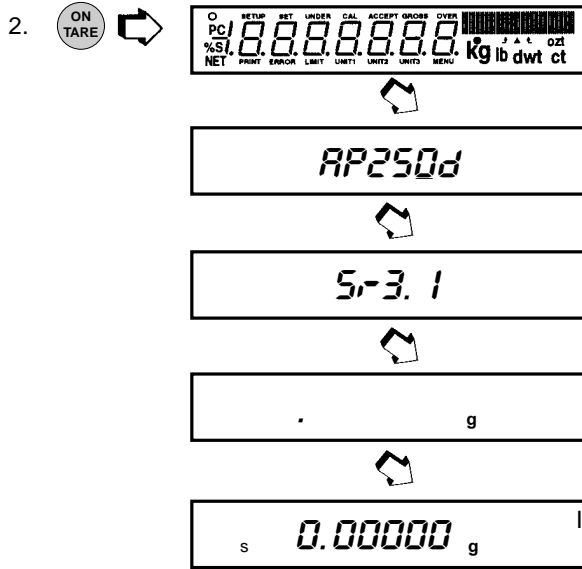 2.
ON
TARE
SETUP SET UNDER CAL ACCEPT GROSS OVER
PC
%
NET
8.8.8.8.8.8.8
kg lb dwt ozt ct
PRINT ERROR LIMIT UNIT1 UNIT2 UNIT3 MENU
AP250d
Sr-3.1
. g
s 0.00000 g